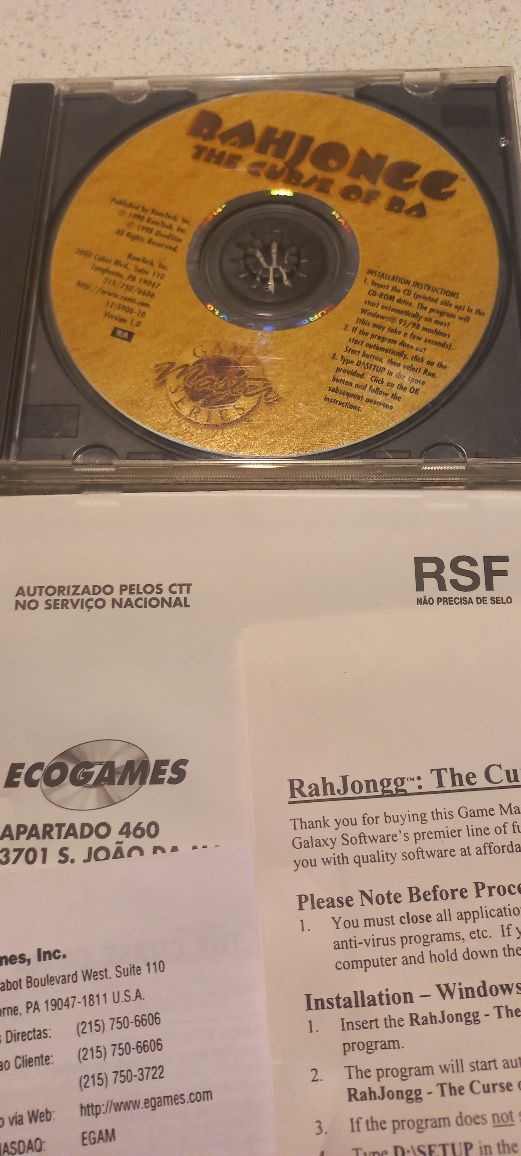 RAHJONGG™
THE CURSE OF RA
Published by RomTech, Inc.
© 1998 RomTech, Inc.
© 1998
All Rights Reserved.
RomTech, Inc.
2000 Cabot Blvd., Suite 110
Langhorne, PA 19047
215/750/6606
http://www.romt.com
Version 1.0
INSTALLATION INSTRUCTIONS
1. Insert the CD (printed side up) in the
CD-ROM drive. The program will
start automatically on most
Windows® 95/98 machines
(this may take a few seconds).
2. If the program does not
start automatically, click on the
Start button, then select Run.
3. Type D:\SETUP in the space
provided. Click on the OK
button and follow the
subsequent onscreen
instructions.
GAME
Master
SERIES
AUTORIZADO PELOS CTT
NO SERVIÇO NACIONAL
RSF
NÃO PRECISA DE SELO
ECOGAMES
APARTADO 460
3701 S. JOÃO DA
mes, Inc.
abot Boulevard West, Suite 110
orne, PA 19047-1811 U.S.A.
s Directas: (215) 750-6606
ao Cliente: (215) 750-6606
(215) 750-3722
o via Web: http://www.egames.com
NASDAQ: EGAM
RahJongg™: The Cur
Thank you for buying this Game Ma
Galaxy Software's premier line of fu
you with quality software at afforda
Please Note Before Proce
1. You must close all applicatio
anti-virus programs, etc. If y
computer and hold down the
Installation – Windows
1. Insert the RahJongg - The
program.
2. The program will start aut
RahJongg - The Curse o
3. If the program does not s
4. Type D:\SETUP in the